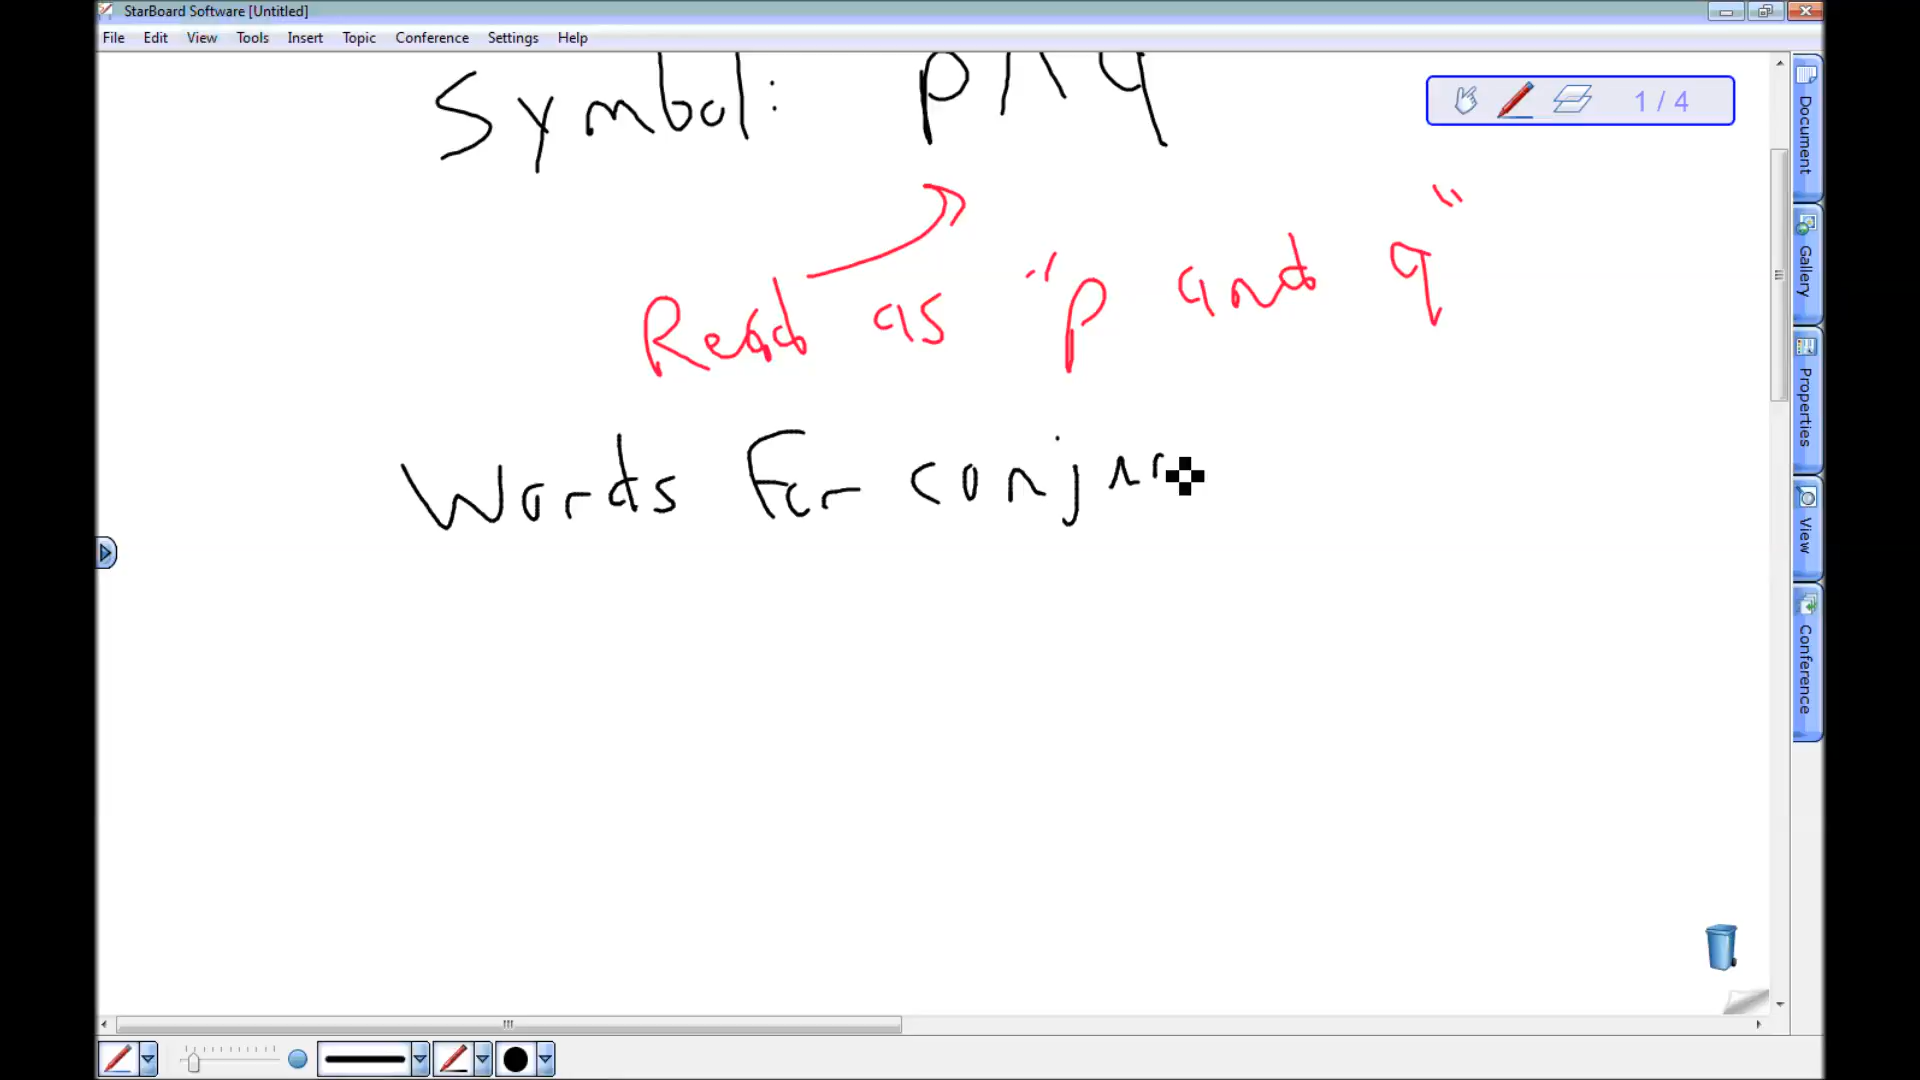 StarBoard Software [Untitled]
File Edit View Tools Insert Topic Conference Settings Help
Symbol: p∧q
1 / 4
Read as "p and q"
Words For conjun
Document
Gallery
Properties
View
Conference